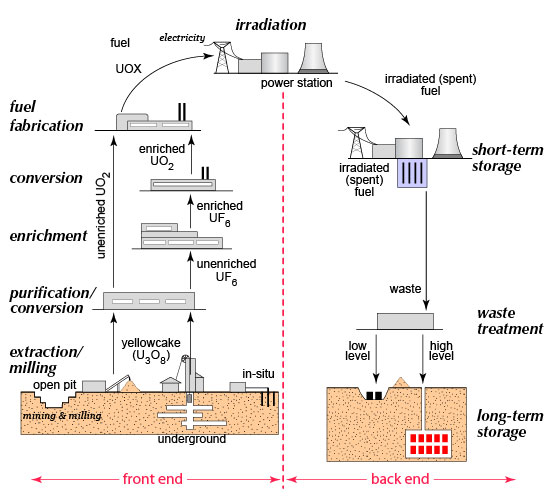 irradiation
fuel
electricity
UOX
power station
irradiated (spent)
fuel
fuel
fabrication
enriched
UO2
short-term
storage
irradiated
(spent)
fuel
conversion
unenriched UO2
enriched
UF6
enrichment
unenriched
UF6
purification/
conversion
waste
waste
treatment
low
level
high
level
extraction/
milling
yellowcake
(U3O8)
in-situ
open pit
mining & milling
underground
long-term
storage
front end
back end